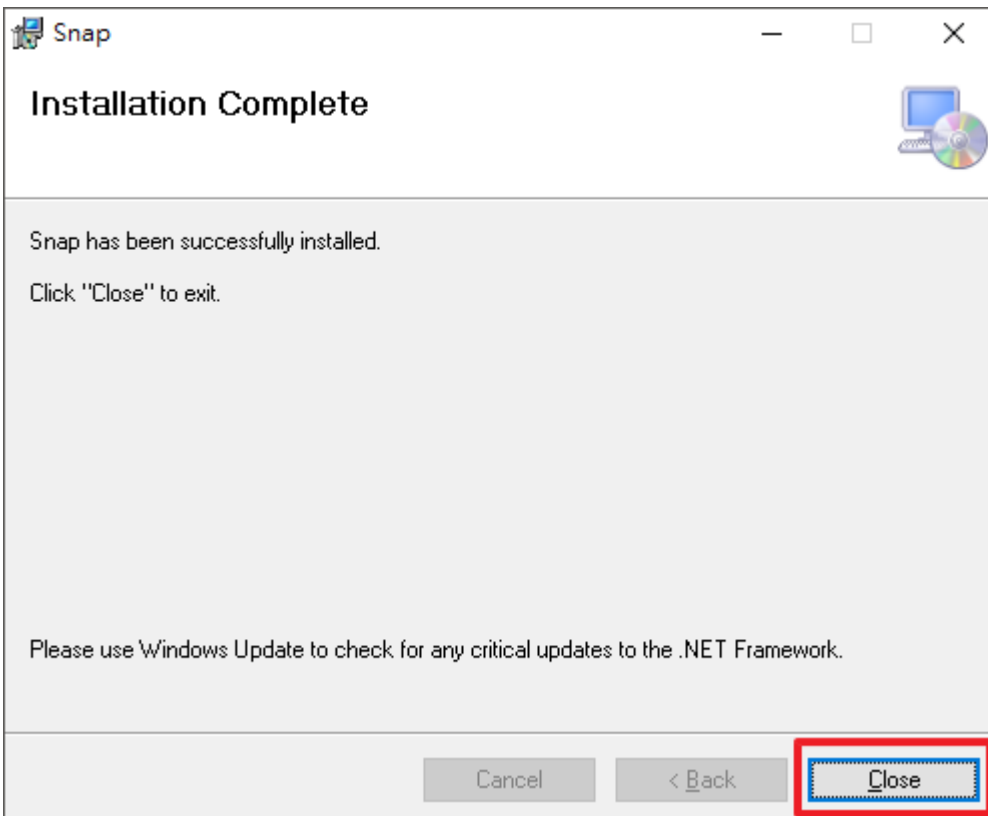 Snap
Installation Complete
Snap has been successfully installed.
Click "Close" to exit.
Please use Windows Update to check for any critical updates to the .NET Framework.
Cancel
< Back
Close